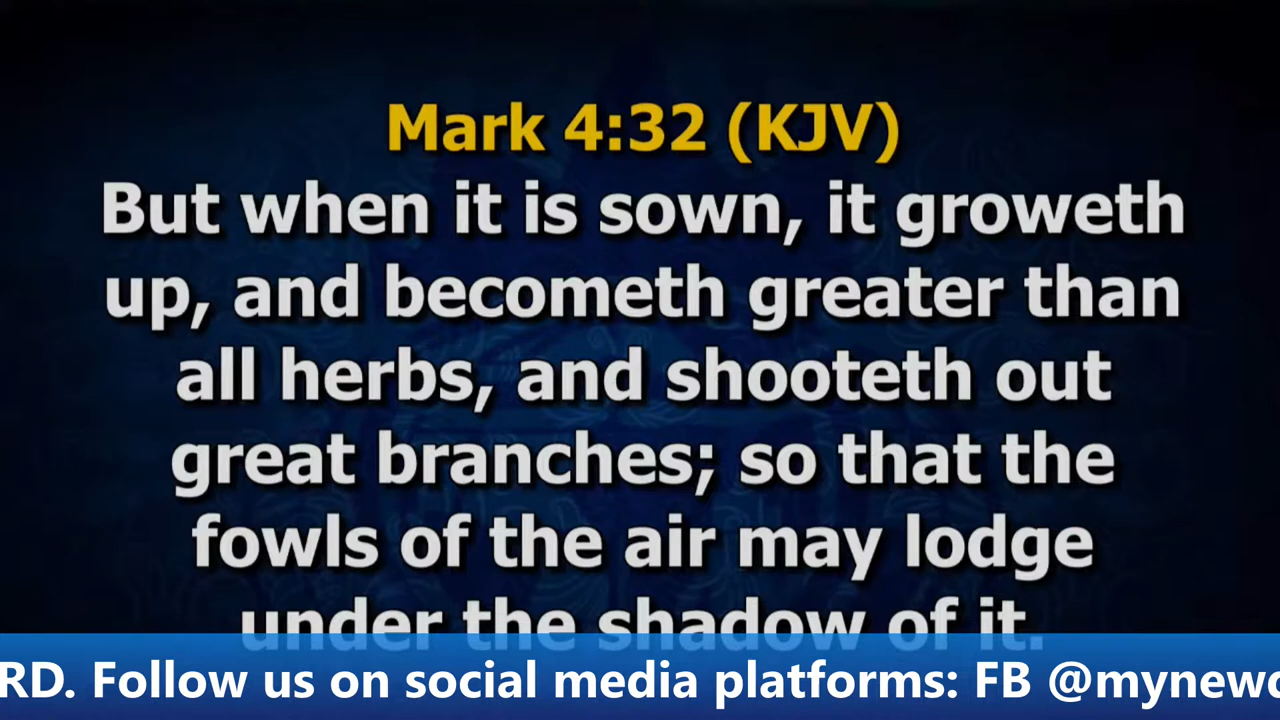 Mark 4:32 (KJV)
But when it is sown, it groweth
up, and becometh greater than
all herbs, and shooteth out
great branches; so that the
fowls of the air may lodge
under the shadow of it.
RD. Follow us on social media platforms: FB @mynewc